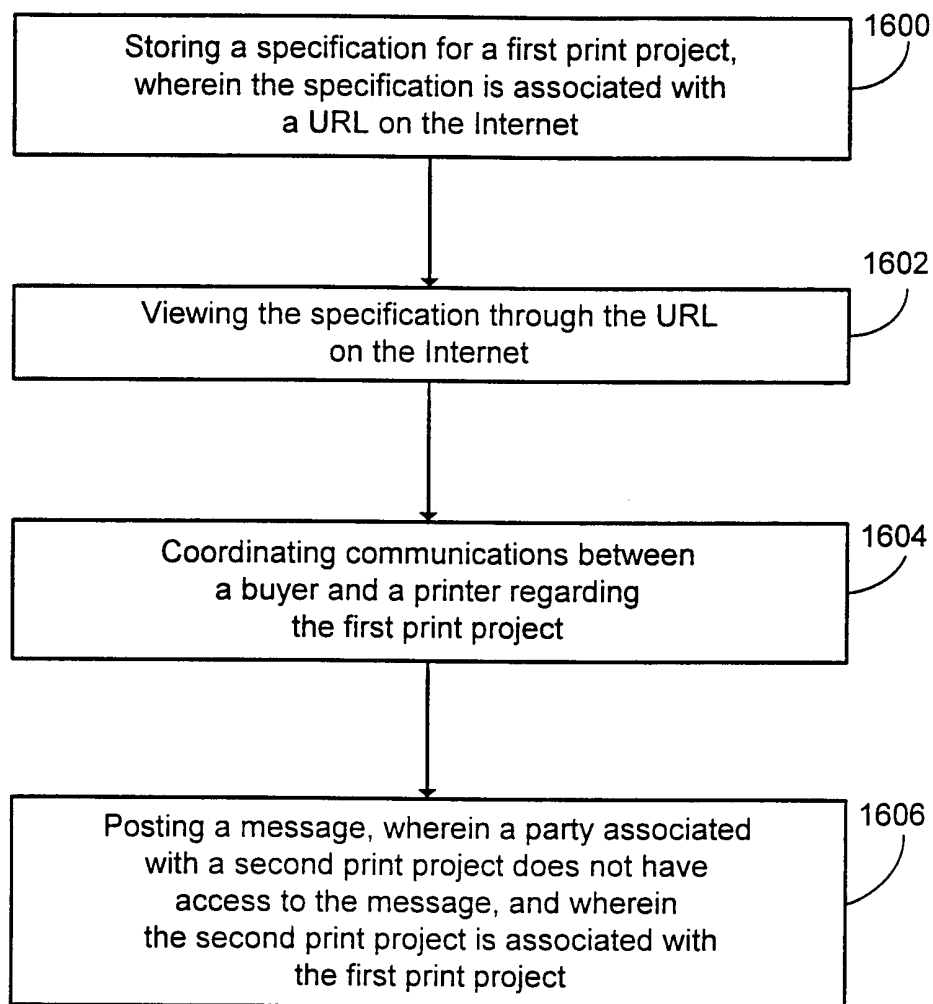 1600
Storing a specification for a first print project,
wherein the specification is associated with
a URL on the Internet
1602
Viewing the specification through the URL
on the Internet
1604
Coordinating communications between
a buyer and a printer regarding
the first print project
1606
Posting a message, wherein a party associated
with a second print project does not have
access to the message, and wherein
the second print project is associated with
the first print project